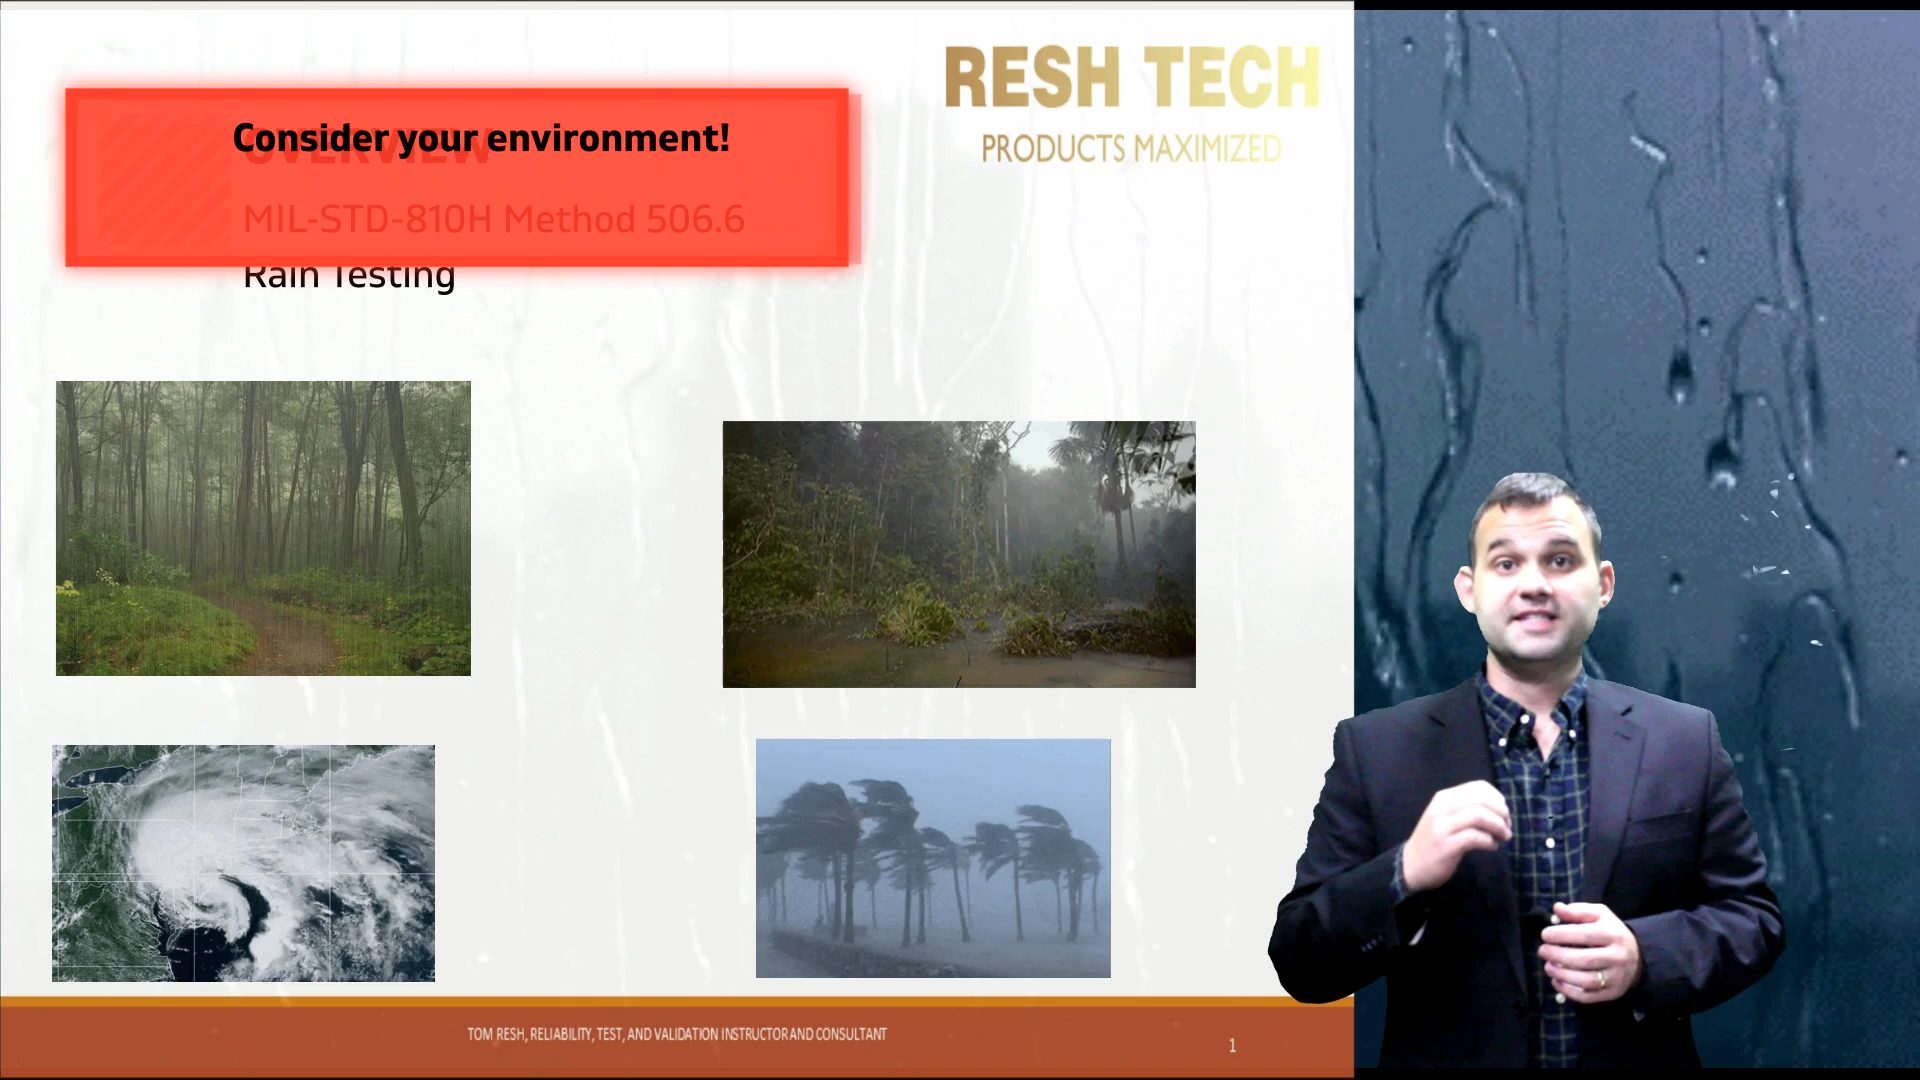 RESH TECH
PRODUCTS MAXIMIZED
Consider your environment!
OVERVIEW
MIL-STD-810H Method 506.6
Rain Testing
TOM RESH, RELIABILITY, TEST, AND VALIDATION INSTRUCTOR AND CONSULTANT
1